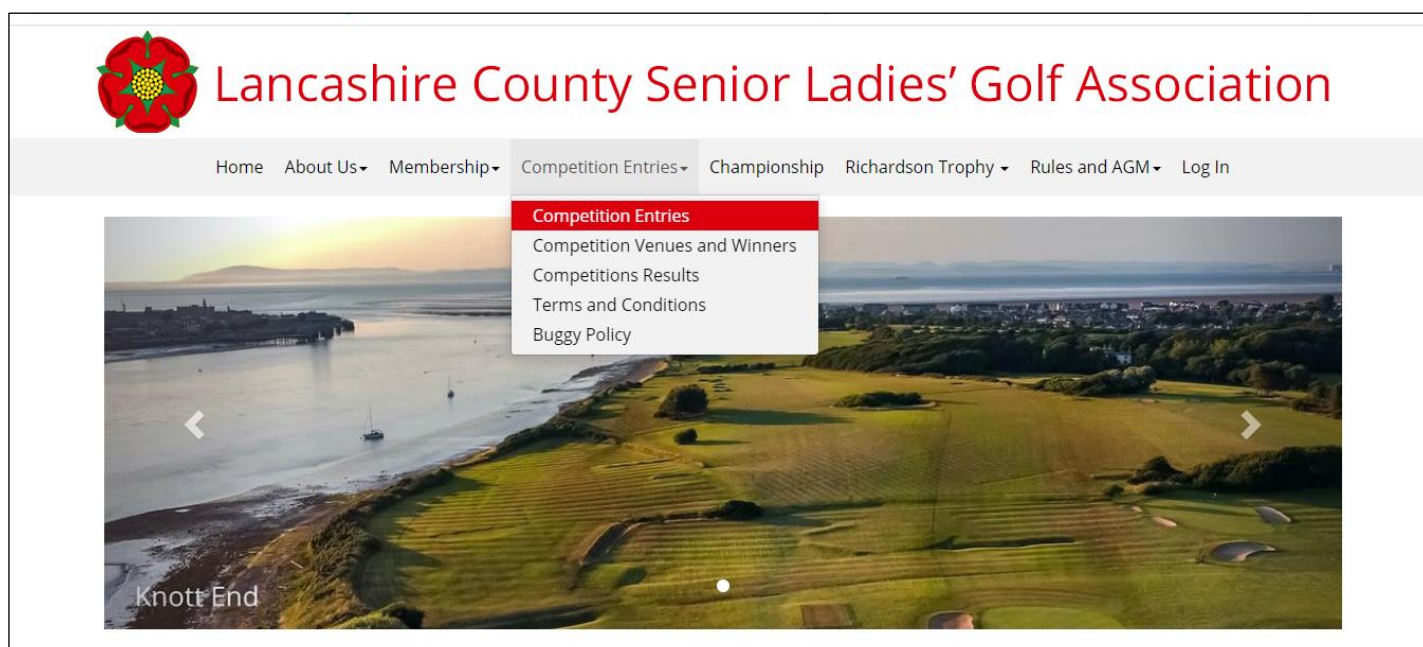 Lancashire County Senior Ladies’ Golf Association
Home About Us Membership Competition Entries Championship Richardson Trophy Rules and AGM Log In
Competition Entries
Competition Venues and Winners
Competitions Results
Terms and Conditions
Buggy Policy
Knott End